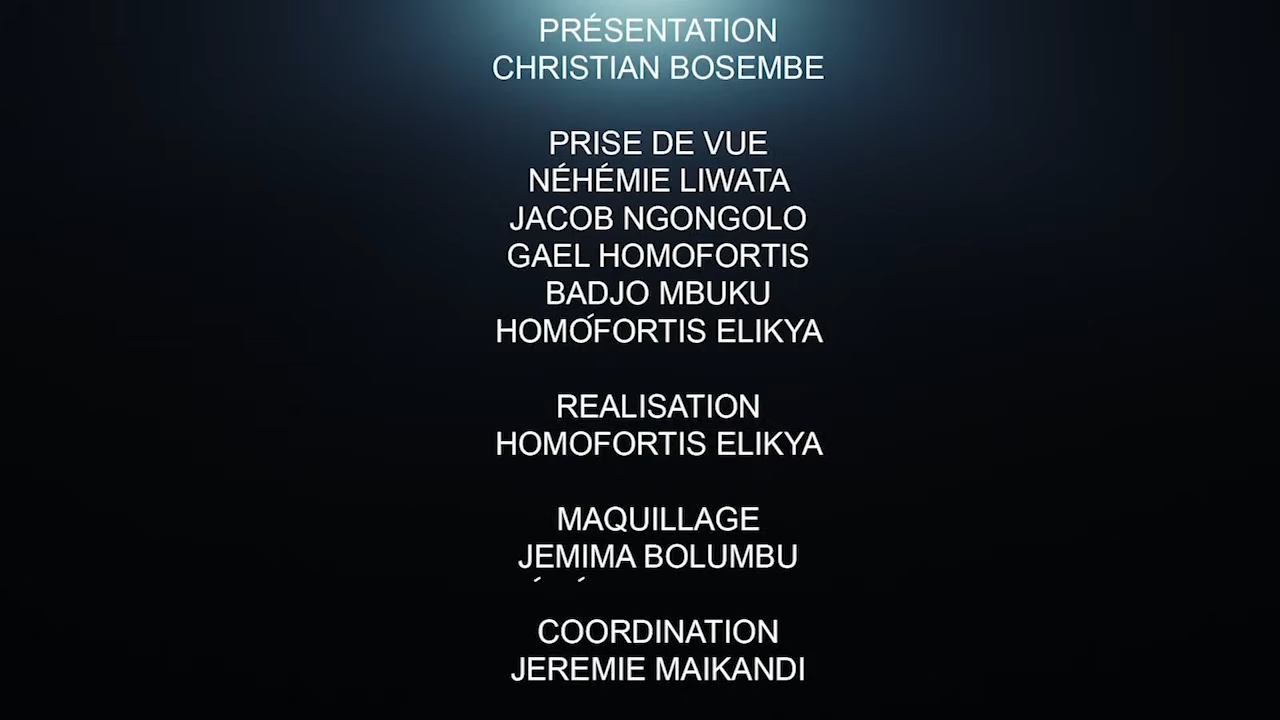 PRÉSENTATION
CHRISTIAN BOSEMBE
PRISE DE VUE
NÉHÉMIE LIWATA
JACOB NGONGOLO
GAEL HOMOFORTIS
BADJO MBUKU
HOMOFORTIS ELIKYA
REALISATION
HOMOFORTIS ELIKYA
MAQUILLAGE
JEMIMA BOLUMBU
COORDINATION
JEREMIE MAIKANDI